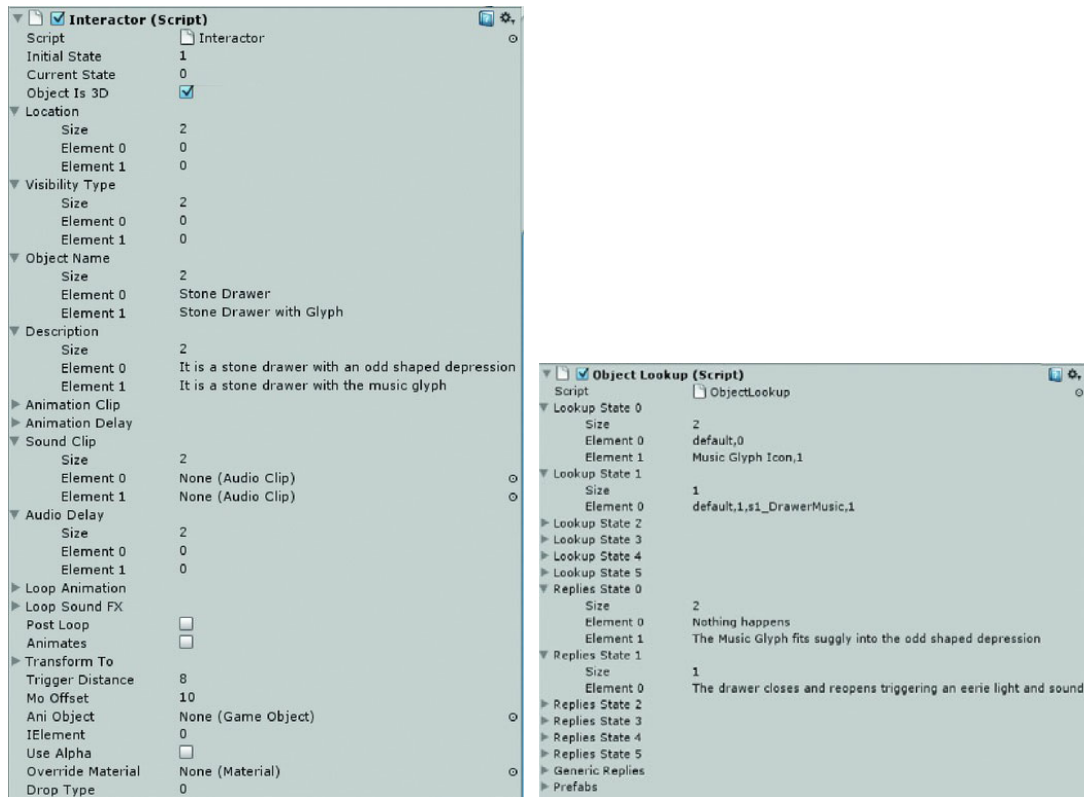 Interactor (Script)
Script Interactor
Initial State 1
Current State 0
Object Is 3D
Location
Size 2
Element 0 0
Element 1 0
Visibility Type
Size 2
Element 0 0
Element 1 0
Object Name
Size 2
Element 0 Stone Drawer
Element 1 Stone Drawer with Glyph
Description
Size 2
Element 0 It is a stone drawer with an odd shaped depression
Element 1 It is a stone drawer with the music glyph
Animation Clip
Animation Delay
Sound Clip
Size 2
Element 0 None (Audio Clip)
Element 1 None (Audio Clip)
Audio Delay
Size 2
Element 0 0
Element 1 0
Loop Animation
Loop Sound FX
Post Loop
Animates
Transform To
Trigger Distance 8
Mo Offset 10
Ani Object None (Game Object)
IElement 0
Use Alpha
Override Material None (Material)
Drop Type 0
Object Lookup (Script)
Script ObjectLookup
Lookup State 0
Size 2
Element 0 default,0
Element 1 Music Glyph Icon,1
Lookup State 1
Size 1
Element 0 default,1,s1_DrawerMusic,1
Lookup State 2
Lookup State 3
Lookup State 4
Lookup State 5
Replies State 0
Size 2
Element 0 Nothing happens
Element 1 The Music Glyph fits suggly into the odd shaped depression
Replies State 1
Size 1
Element 0 The drawer closes and reopens triggering an eerie light and sound
Replies State 2
Replies State 3
Replies State 4
Replies State 5
Generic Replies
Prefabs